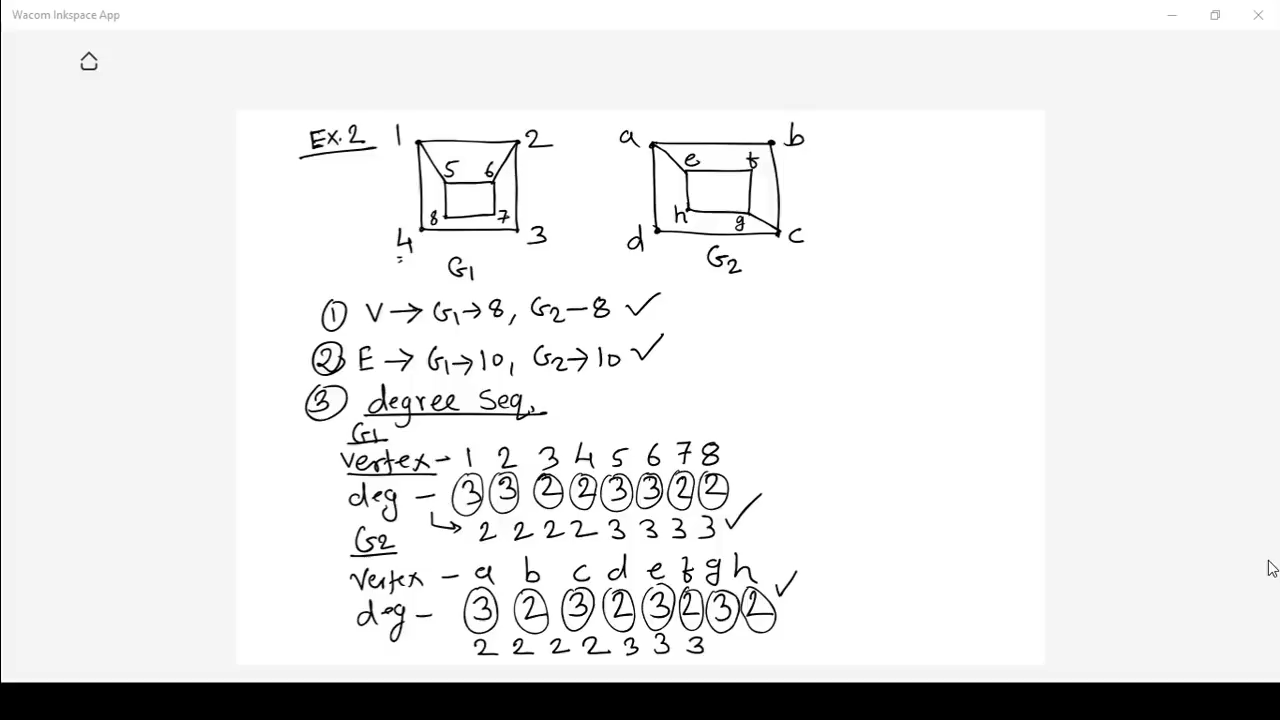 Wacom Inkspace App
Ex. 2 1 2 a b
5 6 e f
8 7 h g
4 3 d c
G1 G2
① V → G1 → 8, G2 – 8 ✓
② E → G1 → 10, G2 → 10 ✓
③ degree Seq.
G1
vertex – 1 2 3 4 5 6 7 8
deg – 3 3 2 2 3 3 2 2
↳ 2 2 2 2 3 3 3 3 ✓
G2
vertex – a b c d e f g h
deg – 3 2 3 2 3 2 3 2 ✓
2 2 2 2 3 3 3